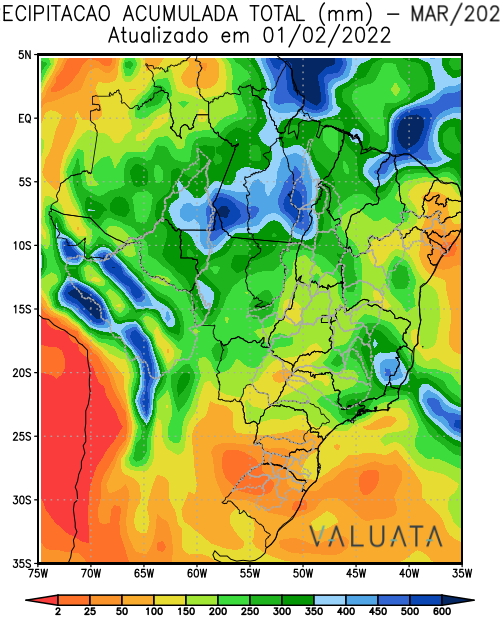 ECIPITACAO ACUMULADA TOTAL (mm) – MAR/202
Atualizado em 01/02/2022
5N
EQ
5S
10S
15S
20S
25S
30S
35S
VALUATA
75W 70W 65W 60W 55W 50W 45W 40W 35W
2 25 50 100 150 200 250 300 350 400 450 500 600